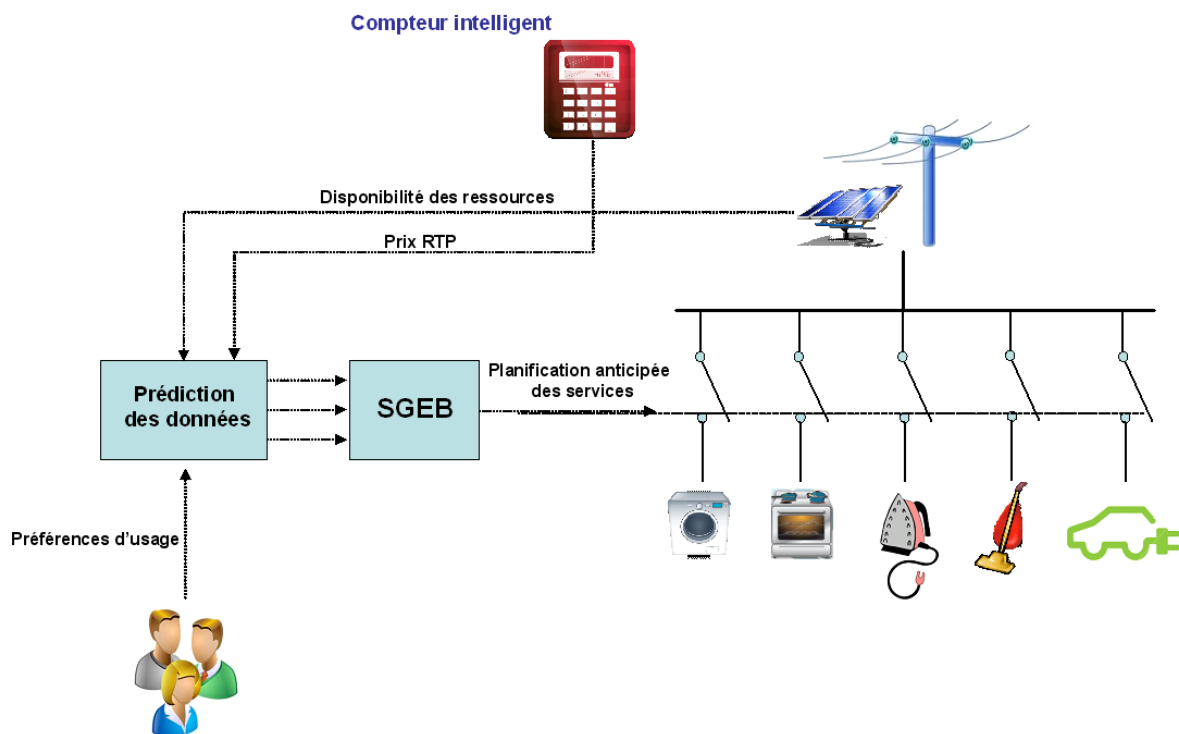 Compteur intelligent
Disponibilité des ressources
Prix RTP
Prédiction
des données
SGEB
Planification anticipée
des services
Préférences d'usage